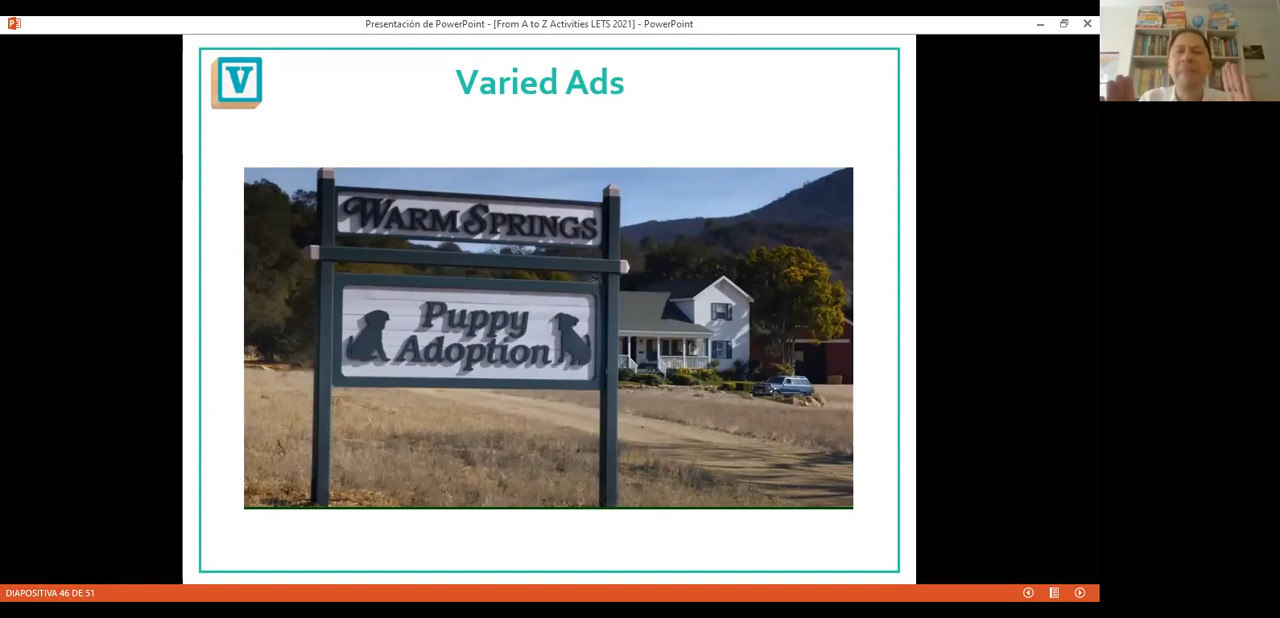 Presentación de PowerPoint - [From A to Z Activities LETS 2021] - PowerPoint
V
Varied Ads
WARM SPRINGS
Puppy
Adoption
DIAPOSITIVA 46 DE 51